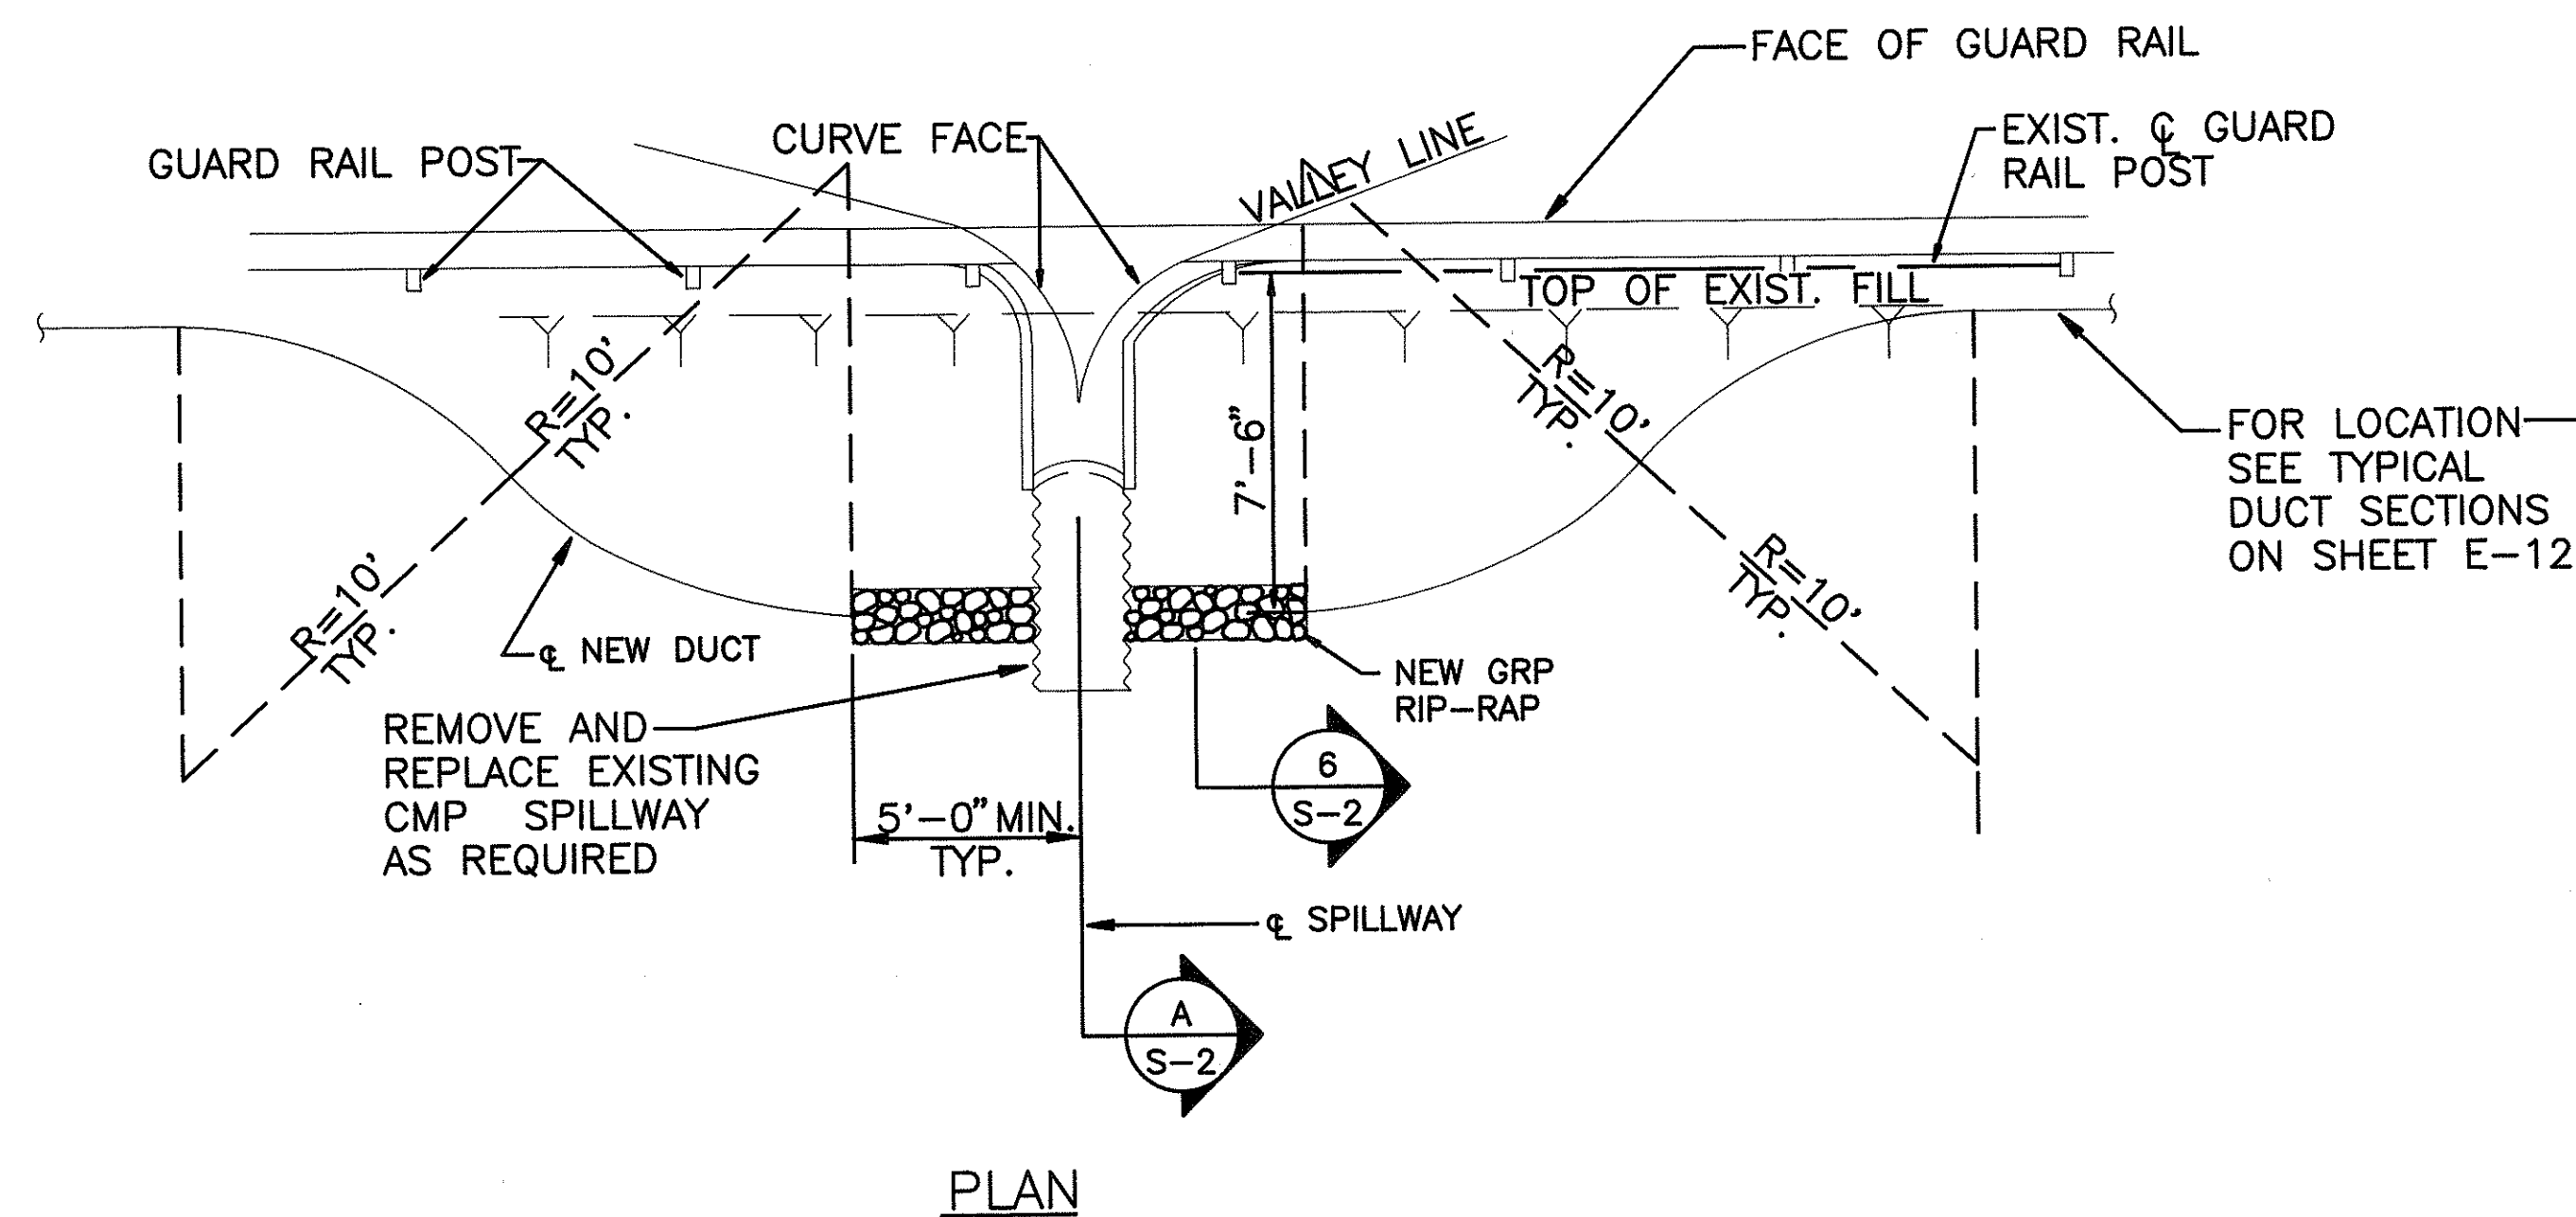 FACE OF GUARD RAIL
EXIST. ℄ GUARD
RAIL POST
CURVE FACE
GUARD RAIL POST
VALLEY LINE
TOP OF EXIST. FILL
R=10'
TYP.
R=10'
TYP.
R=10'
TYP.
R=10'
TYP.
7'-6"
FOR LOCATION
SEE TYPICAL
DUCT SECTIONS
ON SHEET E-12
℄ NEW DUCT
NEW GRP
RIP-RAP
REMOVE AND
REPLACE EXISTING
CMP SPILLWAY
AS REQUIRED
5'-0" MIN.
TYP.
6
S-2
℄ SPILLWAY
A
S-2
PLAN